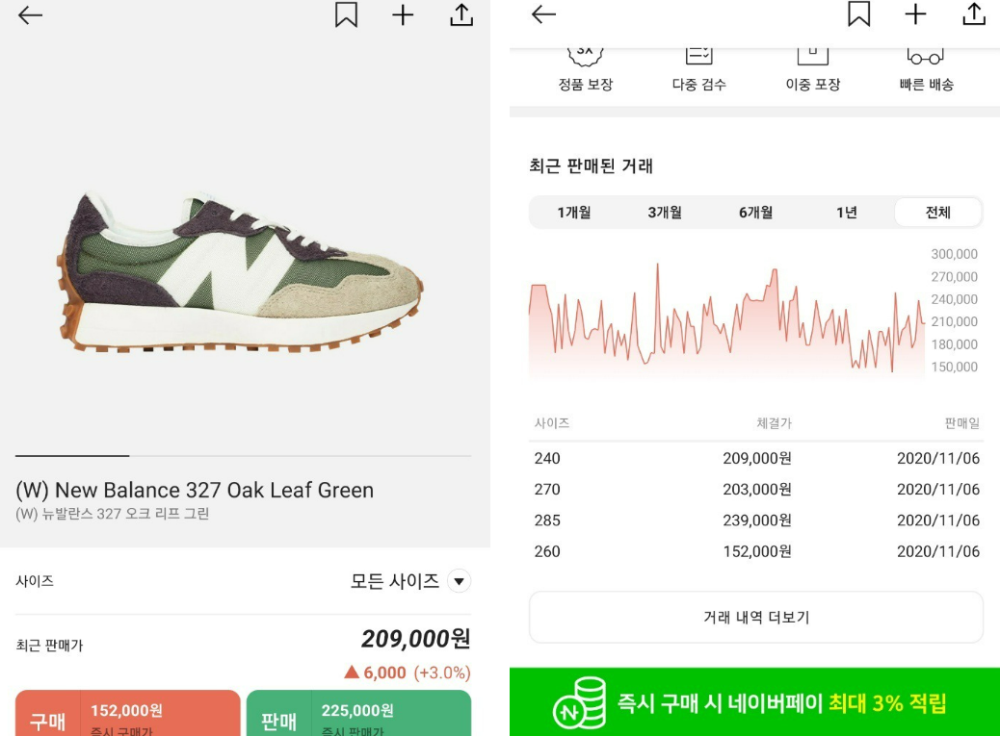 (W) New Balance 327 Oak Leaf Green
(W) 뉴발란스 327 오크 리프 그린
사이즈
모든 사이즈
최근 판매가
209,000원
▲ 6,000 (+3.0%)
구매
152,000원
즉시 구매가
판매
225,000원
즉시 판매가
3X
정품 보장
다중 검수
이중 포장
빠른 배송
최근 판매된 거래
1개월 3개월 6개월 1년 전체
300,000
270,000
240,000
210,000
180,000
150,000
사이즈 체결가 판매일
240 209,000원 2020/11/06
270 203,000원 2020/11/06
285 239,000원 2020/11/06
260 152,000원 2020/11/06
거래 내역 더보기
N 즉시 구매 시 네이버페이 최대 3% 적립